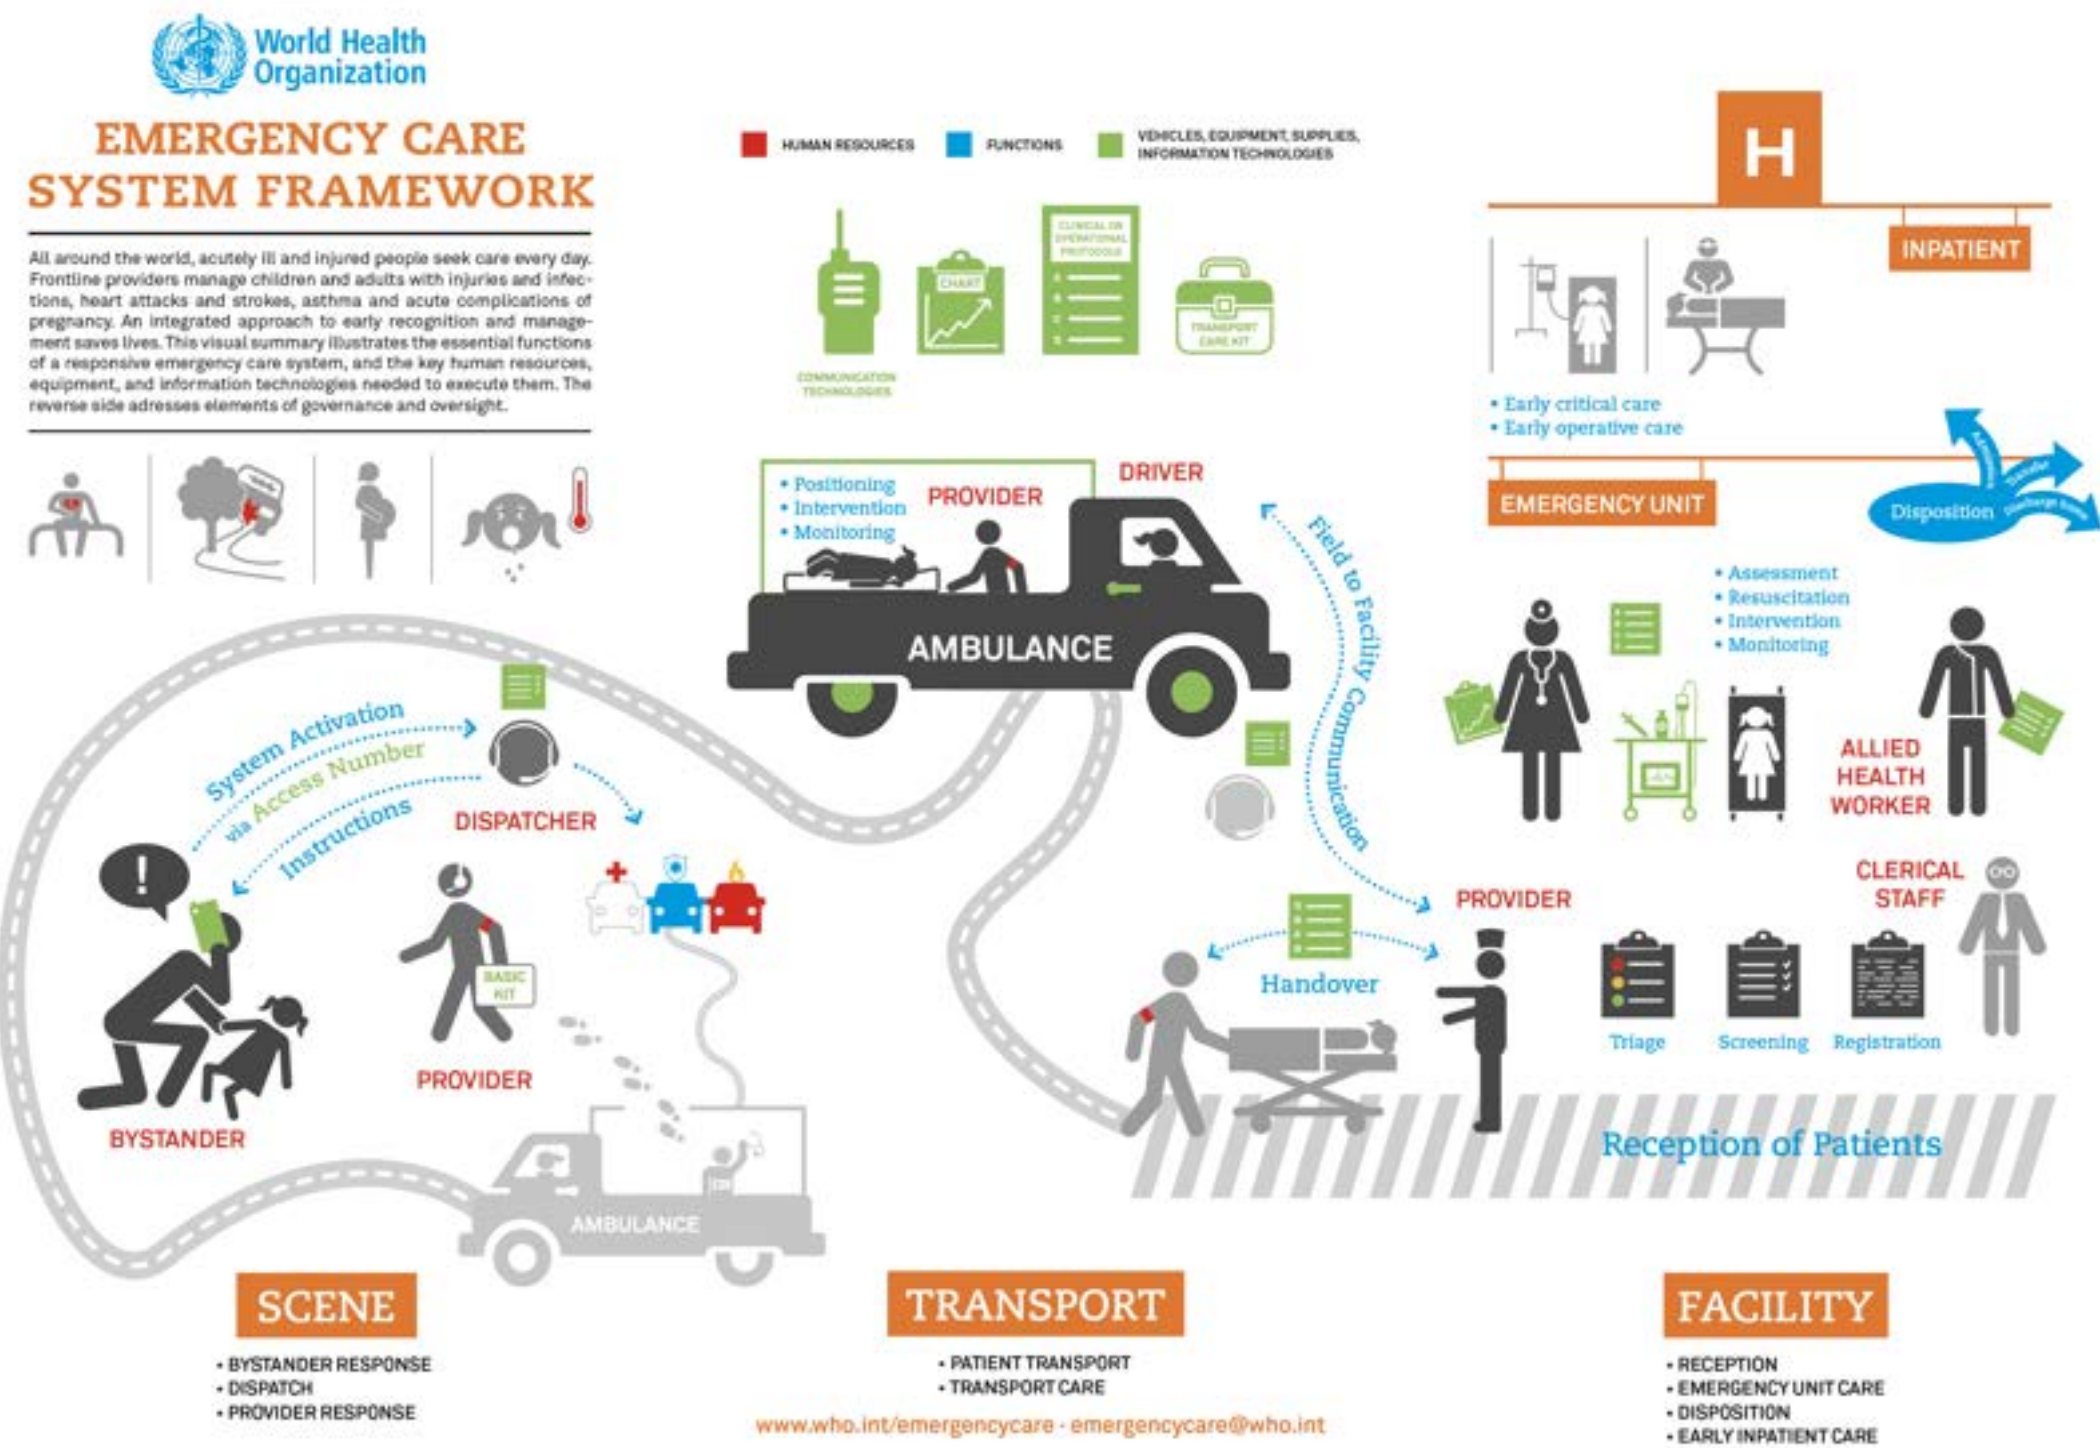 World Health
Organization
EMERGENCY CARE
SYSTEM FRAMEWORK
All around the world, acutely ill and injured people seek care every day.
Frontline providers manage children and adults with injuries and infec-
tions, heart attacks and strokes, asthma and acute complications of
pregnancy. An integrated approach to early recognition and manage-
ment saves lives. This visual summary illustrates the essential functions
of a responsive emergency care system, and the key human resources,
equipment, and information technologies needed to execute them. The
reverse side adresses elements of governance and oversight.
HUMAN RESOURCES
FUNCTIONS
VEHICLES, EQUIPMENT, SUPPLIES,
INFORMATION TECHNOLOGIES
COMMUNICATION
TECHNOLOGIES
CHART
CLINICAL OR
OPERATIONAL
PROTOCOLS
TRANSPORT
CARE KIT
H
INPATIENT
• Early critical care
• Early operative care
EMERGENCY UNIT
Disposition
Admission
Transfer
Discharge home
• Assessment
• Resuscitation
• Intervention
• Monitoring
ALLIED
HEALTH
WORKER
CLERICAL
STAFF
PROVIDER
Triage
Screening
Registration
Reception of Patients
• Positioning
• Intervention
• Monitoring
PROVIDER
DRIVER
AMBULANCE
Field to Facility Communication
Handover
System Activation
via Access Number
Instructions
DISPATCHER
!
BASIC
KIT
PROVIDER
BYSTANDER
AMBULANCE
SCENE
• BYSTANDER RESPONSE
• DISPATCH
• PROVIDER RESPONSE
TRANSPORT
• PATIENT TRANSPORT
• TRANSPORT CARE
www.who.int/emergencycare - emergencycare@who.int
FACILITY
• RECEPTION
• EMERGENCY UNIT CARE
• DISPOSITION
• EARLY INPATIENT CARE